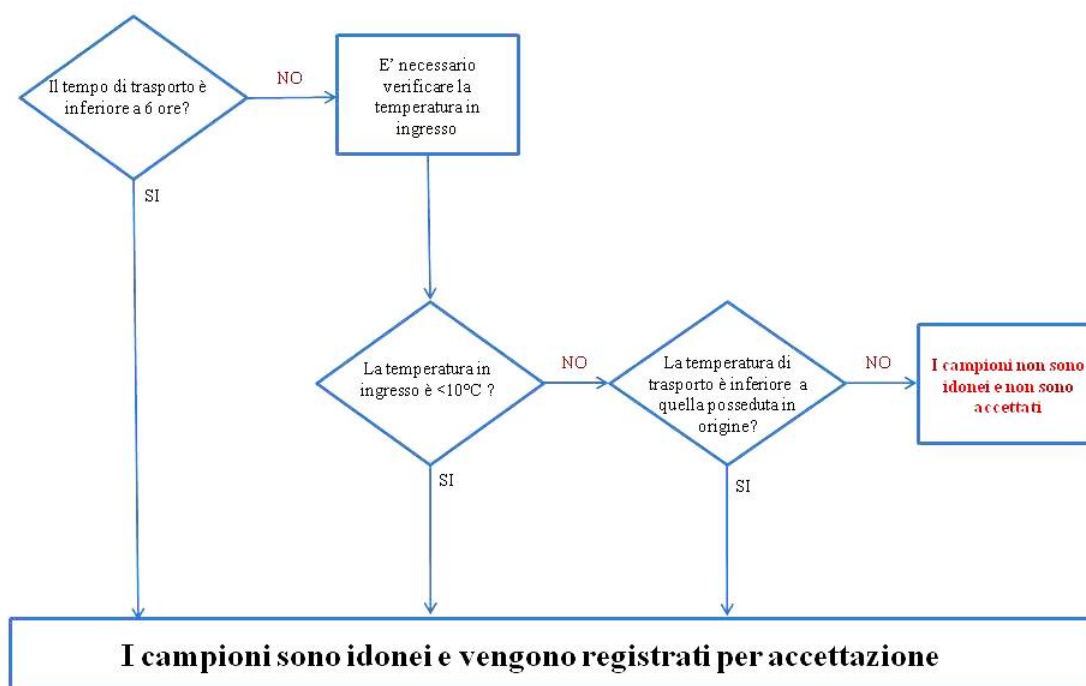 Il tempo di trasporto è
inferiore a 6 ore?
NO
E' necessario
verificare la
temperatura in
ingresso
SI
La temperatura in
ingresso è <10°C ?
NO
La temperatura di
trasporto è inferiore a
quella posseduta in
origine?
NO
I campioni non sono
idonei e non sono
accettati
SI
SI
I campioni sono idonei e vengono registrati per accettazione